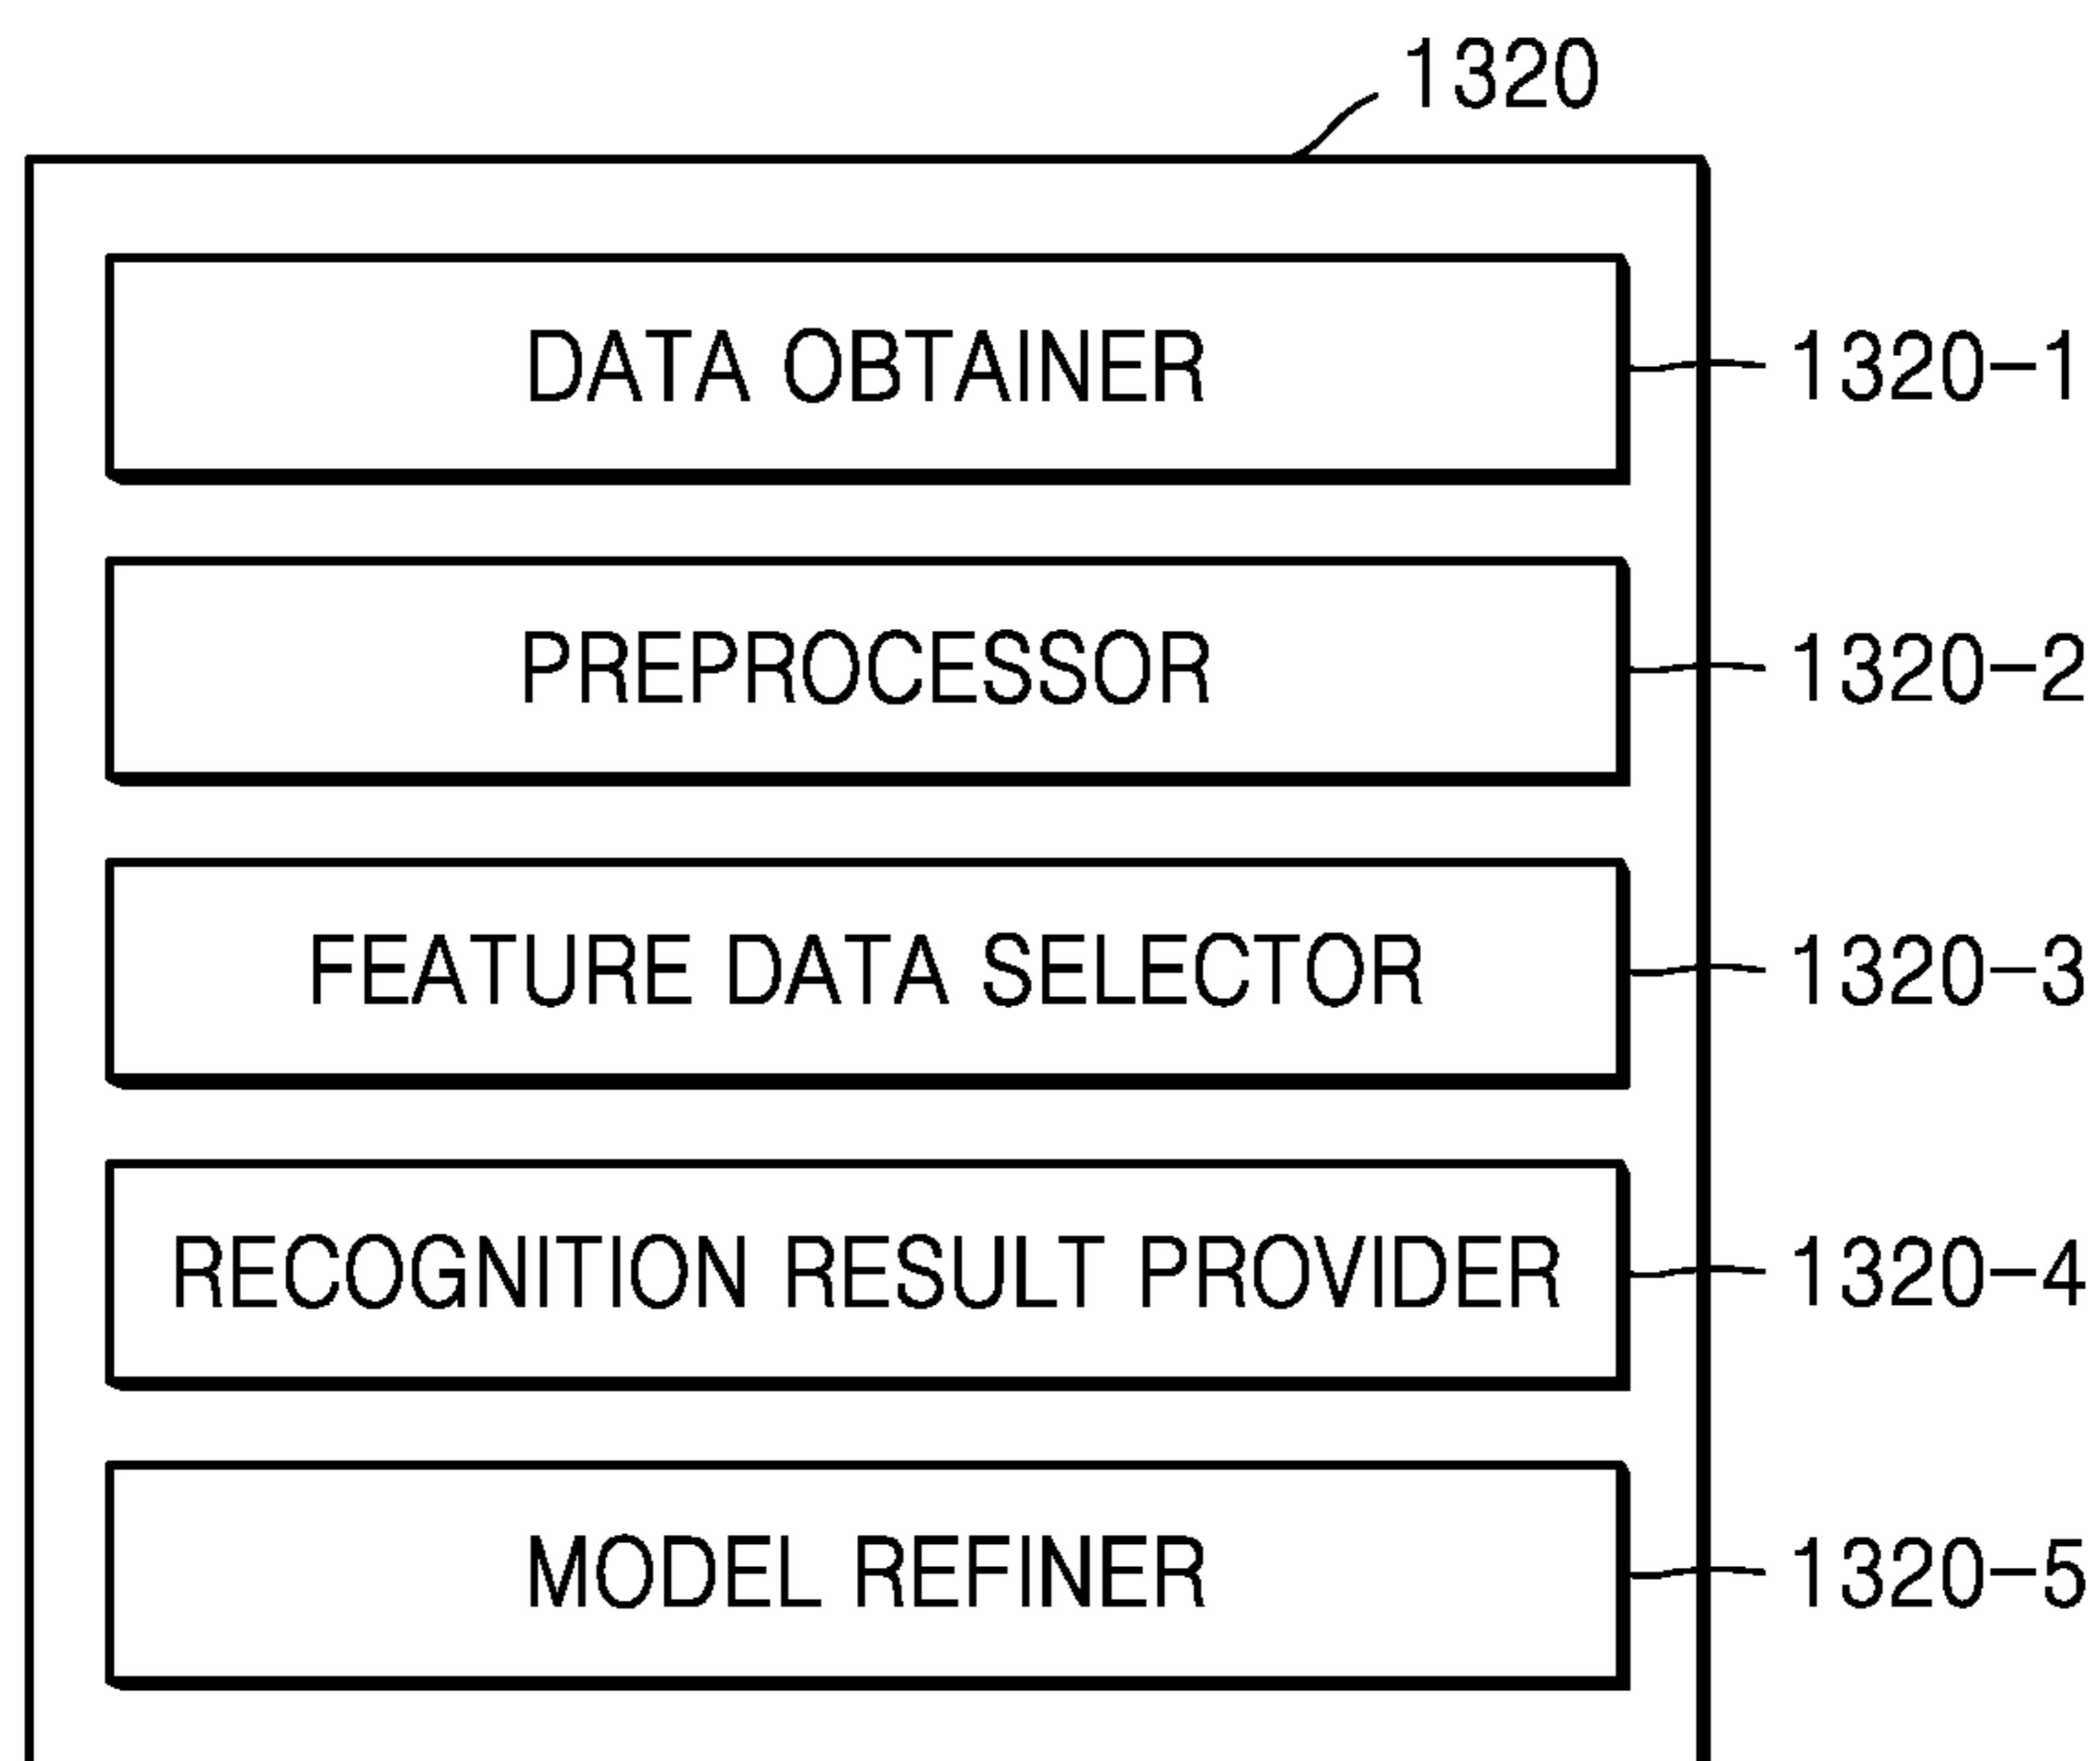 1320
DATA OBTAINER 1320-1
PREPROCESSOR 1320-2
FEATURE DATA SELECTOR 1320-3
RECOGNITION RESULT PROVIDER 1320-4
MODEL REFINER 1320-5